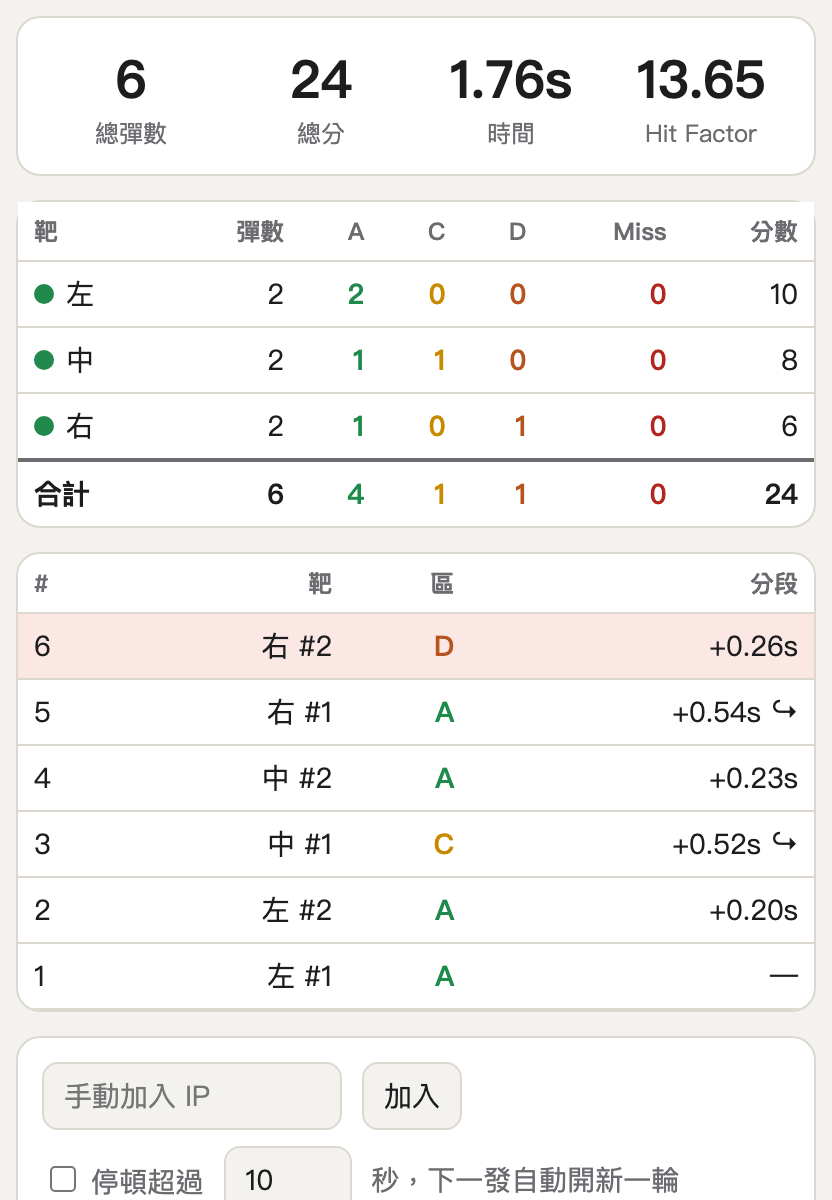 6 24 1.76s 13.65
總彈數 總分 時間 Hit Factor
靶 彈數 A C D Miss 分數
左 2 2 0 0 0 10
中 2 1 1 0 0 8
右 2 1 0 1 0 6
合計 6 4 1 1 0 24
# 靶 區 分段
6 右 #2 D +0.26s
5 右 #1 A +0.54s ↪
4 中 #2 A +0.23s
3 中 #1 C +0.52s ↪
2 左 #2 A +0.20s
1 左 #1 A —
手動加入 IP 加入
停頓超過 10 秒，下一發自動開新一輪